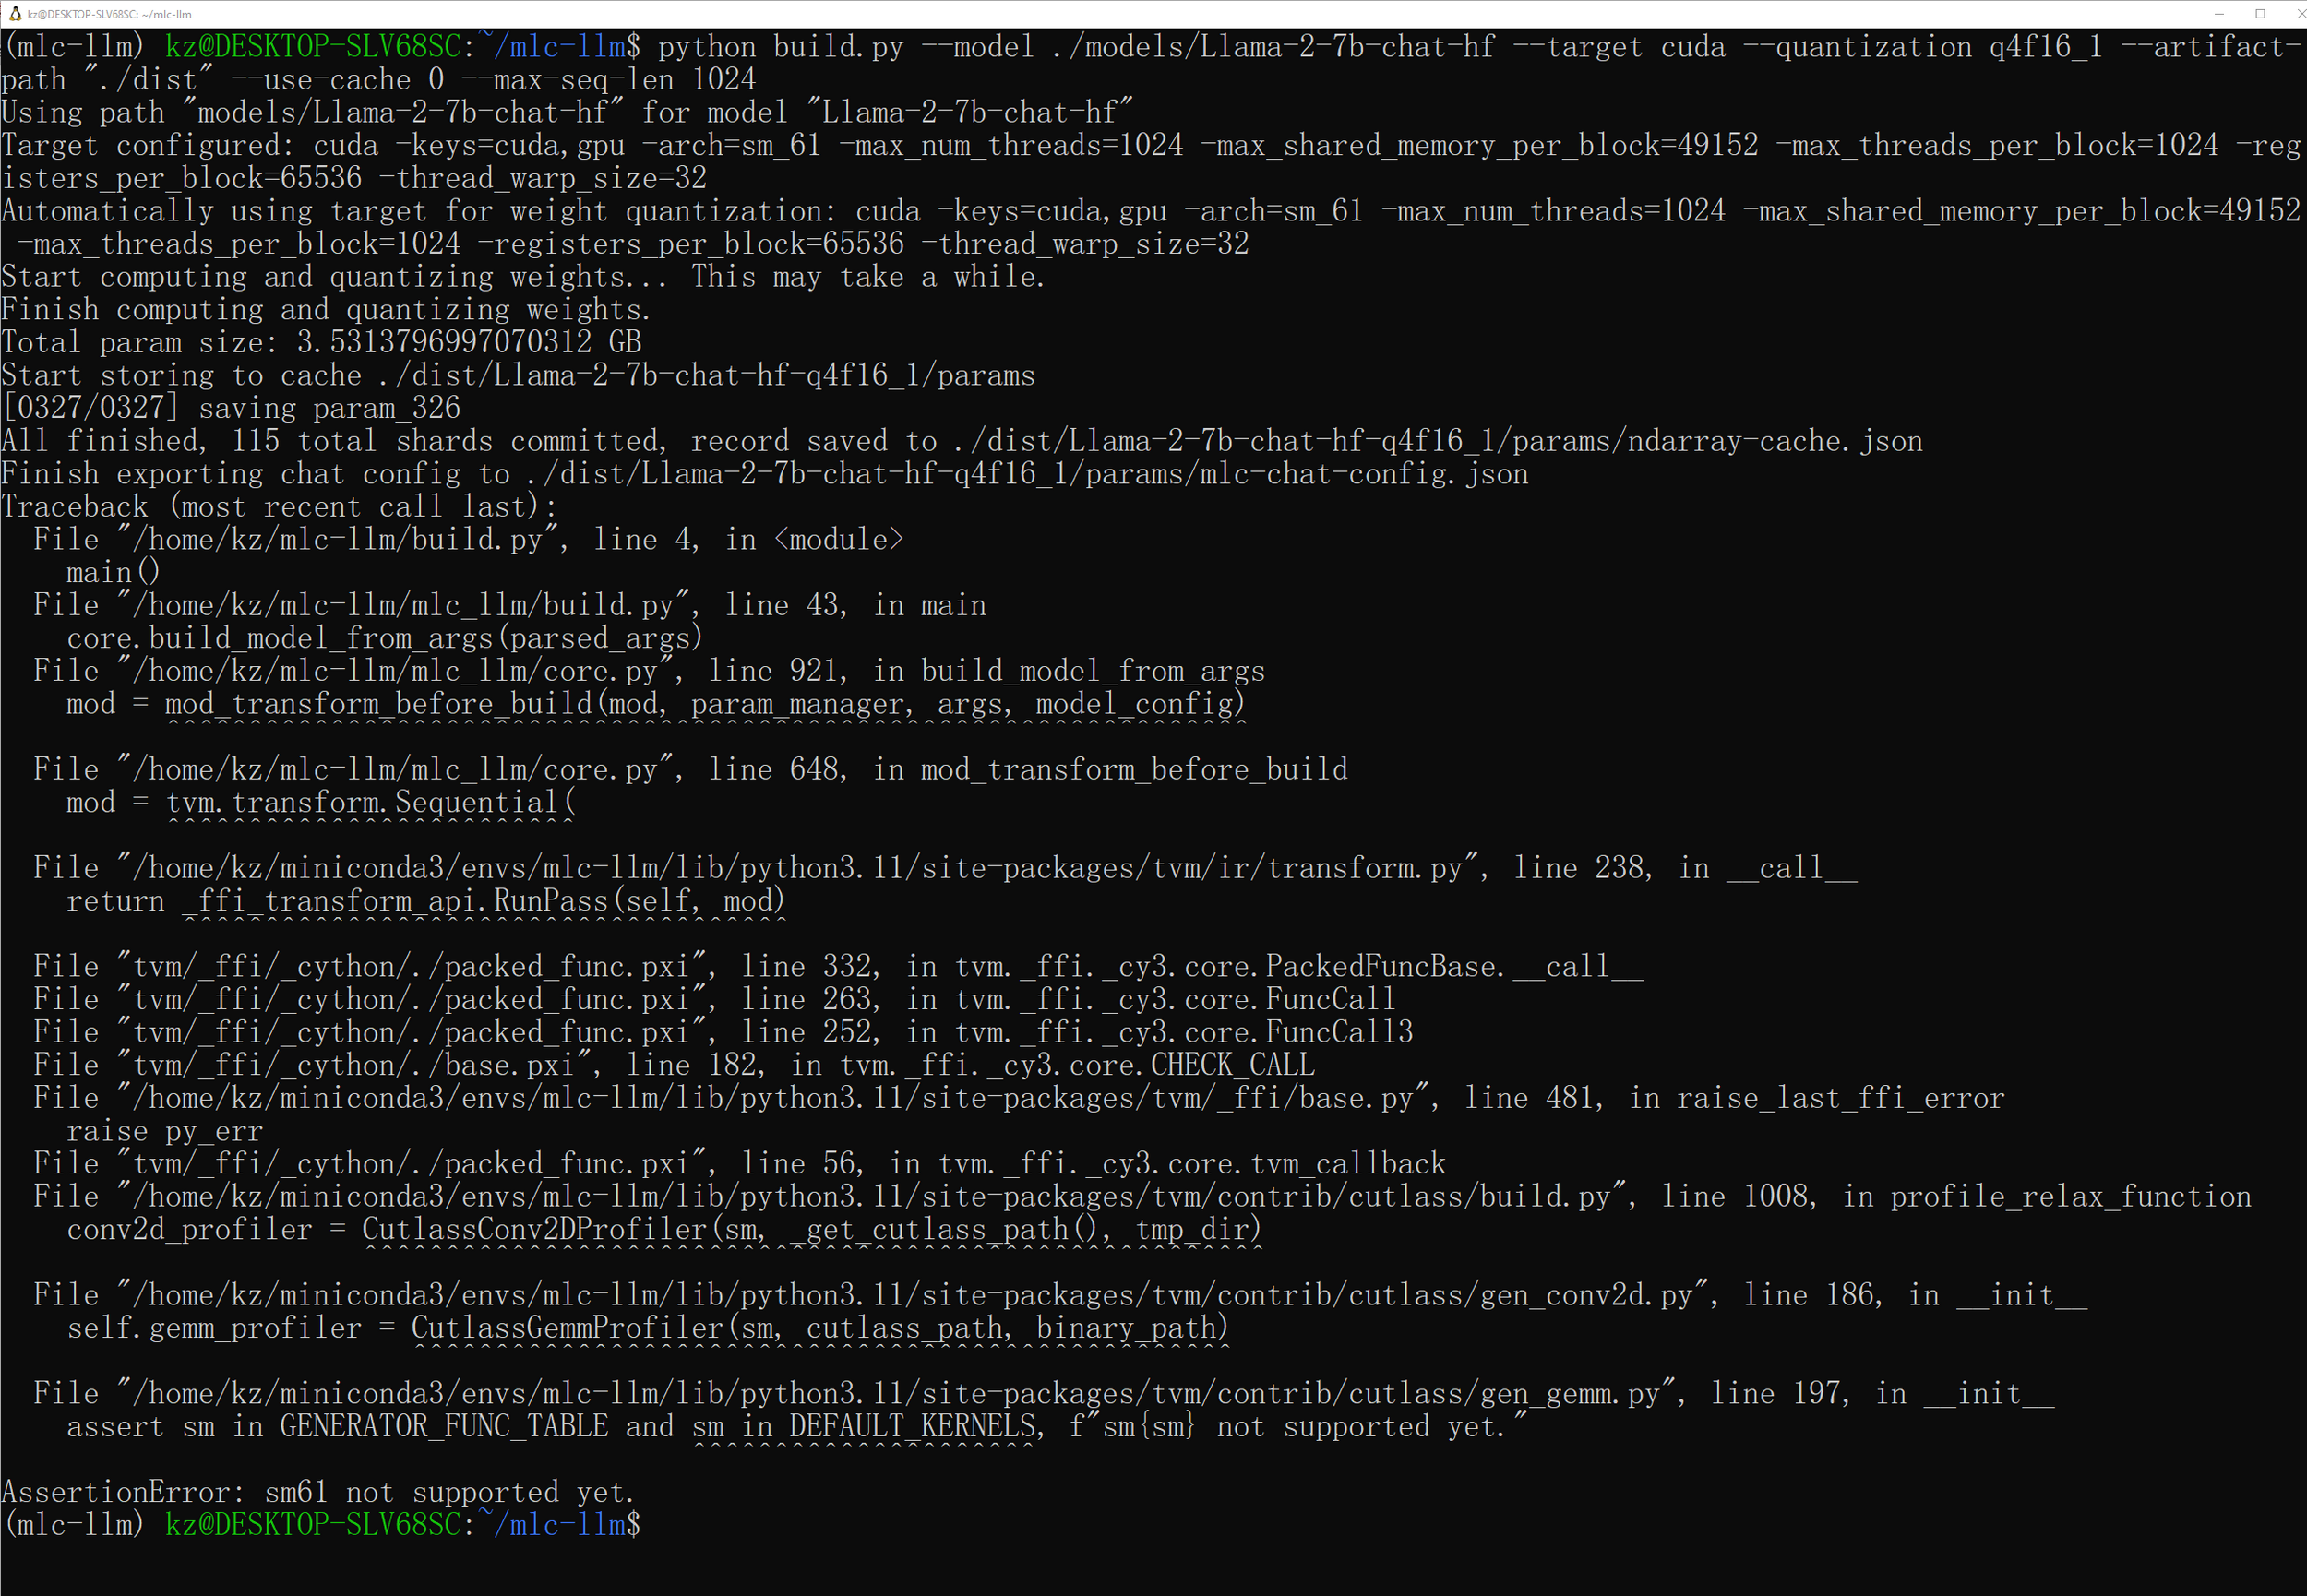 kz@DESKTOP-SLV68SC: ~/mlc-llm
(mlc-llm) kz@DESKTOP-SLV68SC:~/mlc-llm$ python build.py --model ./models/Llama-2-7b-chat-hf --target cuda --quantization q4f16_1 --artifact-
path "./dist" --use-cache 0 --max-seq-len 1024
Using path "models/Llama-2-7b-chat-hf" for model "Llama-2-7b-chat-hf"
Target configured: cuda -keys=cuda,gpu -arch=sm_61 -max_num_threads=1024 -max_shared_memory_per_block=49152 -max_threads_per_block=1024 -reg
isters_per_block=65536 -thread_warp_size=32
Automatically using target for weight quantization: cuda -keys=cuda,gpu -arch=sm_61 -max_num_threads=1024 -max_shared_memory_per_block=49152
 -max_threads_per_block=1024 -registers_per_block=65536 -thread_warp_size=32
Start computing and quantizing weights... This may take a while.
Finish computing and quantizing weights.
Total param size: 3.5313796997070312 GB
Start storing to cache ./dist/Llama-2-7b-chat-hf-q4f16_1/params
[0327/0327] saving param_326
All finished, 115 total shards committed, record saved to ./dist/Llama-2-7b-chat-hf-q4f16_1/params/ndarray-cache.json
Finish exporting chat config to ./dist/Llama-2-7b-chat-hf-q4f16_1/params/mlc-chat-config.json
Traceback (most recent call last):
  File "/home/kz/mlc-llm/build.py", line 4, in <module>
    main()
  File "/home/kz/mlc-llm/mlc_llm/build.py", line 43, in main
    core.build_model_from_args(parsed_args)
  File "/home/kz/mlc-llm/mlc_llm/core.py", line 921, in build_model_from_args
    mod = mod_transform_before_build(mod, param_manager, args, model_config)
          ^^^^^^^^^^^^^^^^^^^^^^^^^^^^^^^^^^^^^^^^^^^^^^^^^^^^^^^^^^^^^^^^^^
  File "/home/kz/mlc-llm/mlc_llm/core.py", line 648, in mod_transform_before_build
    mod = tvm.transform.Sequential(
          ^^^^^^^^^^^^^^^^^^^^^^^^^
  File "/home/kz/miniconda3/envs/mlc-llm/lib/python3.11/site-packages/tvm/ir/transform.py", line 238, in __call__
    return _ffi_transform_api.RunPass(self, mod)
           ^^^^^^^^^^^^^^^^^^^^^^^^^^^^^^^^^^^^^
  File "tvm/_ffi/_cython/./packed_func.pxi", line 332, in tvm._ffi._cy3.core.PackedFuncBase.__call__
  File "tvm/_ffi/_cython/./packed_func.pxi", line 263, in tvm._ffi._cy3.core.FuncCall
  File "tvm/_ffi/_cython/./packed_func.pxi", line 252, in tvm._ffi._cy3.core.FuncCall3
  File "tvm/_ffi/_cython/./base.pxi", line 182, in tvm._ffi._cy3.core.CHECK_CALL
  File "/home/kz/miniconda3/envs/mlc-llm/lib/python3.11/site-packages/tvm/_ffi/base.py", line 481, in raise_last_ffi_error
    raise py_err
  File "tvm/_ffi/_cython/./packed_func.pxi", line 56, in tvm._ffi._cy3.core.tvm_callback
  File "/home/kz/miniconda3/envs/mlc-llm/lib/python3.11/site-packages/tvm/contrib/cutlass/build.py", line 1008, in profile_relax_function
    conv2d_profiler = CutlassConv2DProfiler(sm, _get_cutlass_path(), tmp_dir)
                      ^^^^^^^^^^^^^^^^^^^^^^^^^^^^^^^^^^^^^^^^^^^^^^^^^^^^^^^
  File "/home/kz/miniconda3/envs/mlc-llm/lib/python3.11/site-packages/tvm/contrib/cutlass/gen_conv2d.py", line 186, in __init__
    self.gemm_profiler = CutlassGemmProfiler(sm, cutlass_path, binary_path)
                         ^^^^^^^^^^^^^^^^^^^^^^^^^^^^^^^^^^^^^^^^^^^^^^^^^^
  File "/home/kz/miniconda3/envs/mlc-llm/lib/python3.11/site-packages/tvm/contrib/cutlass/gen_gemm.py", line 197, in __init__
    assert sm in GENERATOR_FUNC_TABLE and sm in DEFAULT_KERNELS, f"sm{sm} not supported yet."
                                          ^^^^^^^^^^^^^^^^^^^^^
AssertionError: sm61 not supported yet.
(mlc-llm) kz@DESKTOP-SLV68SC:~/mlc-llm$